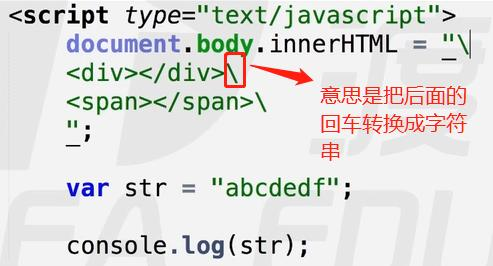 <script type="text/javascript">
document.body.innerHTML = "\
<div></div>\
<span></span>\
";
意思是把后面的
回车转换成字符
串
var str = "abcdedf";
console.log(str);